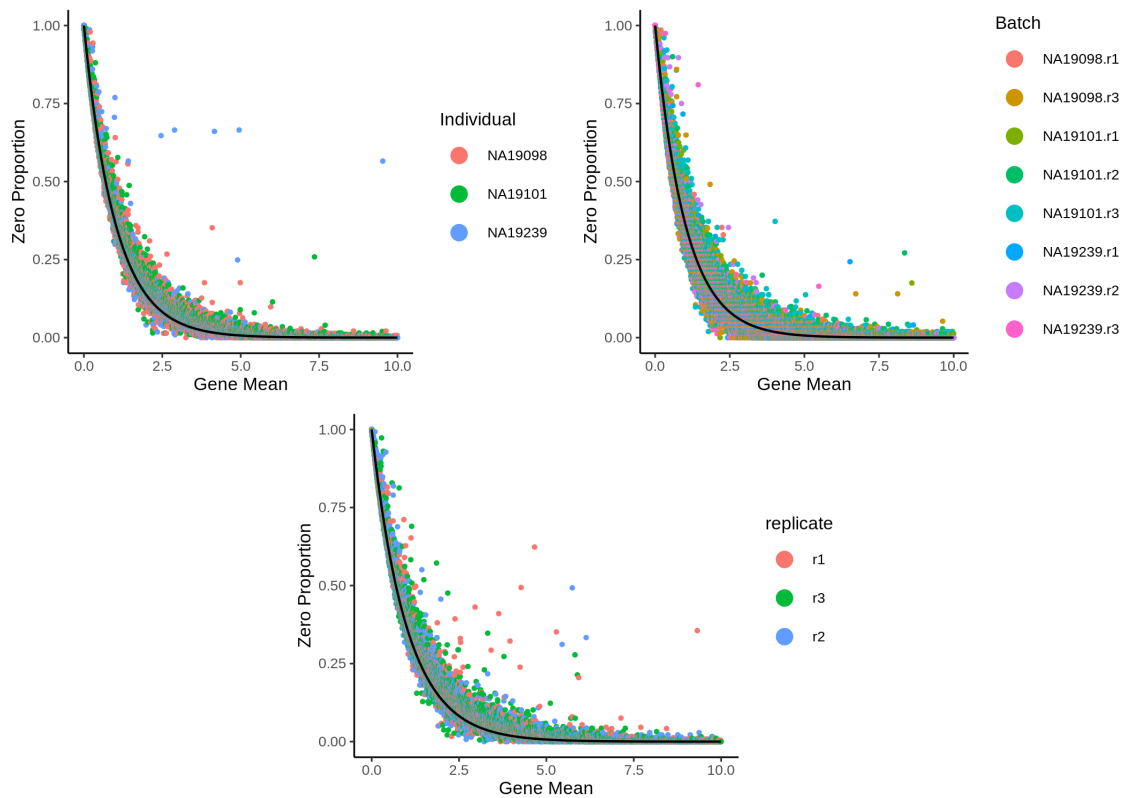 1.00
0.75
0.50
0.25
0.00
Zero Proportion
0.0
2.5
5.0
7.5
10.0
Gene Mean
Individual
NA19098
NA19101
NA19239
1.00
0.75
0.50
0.25
0.00
Zero Proportion
0.0
2.5
5.0
7.5
10.0
Gene Mean
Batch
NA19098.r1
NA19098.r3
NA19101.r1
NA19101.r2
NA19101.r3
NA19239.r1
NA19239.r2
NA19239.r3
1.00
0.75
0.50
0.25
0.00
Zero Proportion
0.0
2.5
5.0
7.5
10.0
Gene Mean
replicate
r1
r3
r2